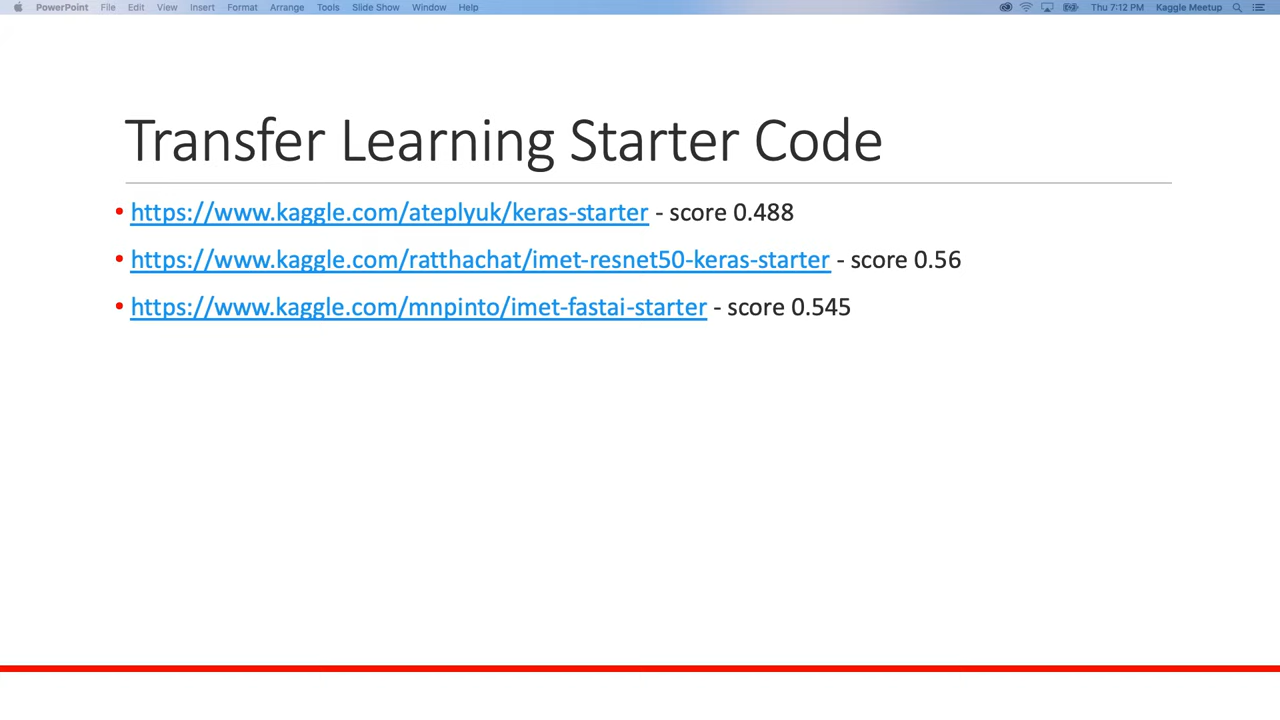 PowerPoint File Edit View Insert Format Arrange Tools Slide Show Window Help Thu 7:12 PM Kaggle Meetup
Transfer Learning Starter Code
• https://www.kaggle.com/ateplyuk/keras-starter - score 0.488
• https://www.kaggle.com/ratthachat/imet-resnet50-keras-starter - score 0.56
• https://www.kaggle.com/mnpinto/imet-fastai-starter - score 0.545